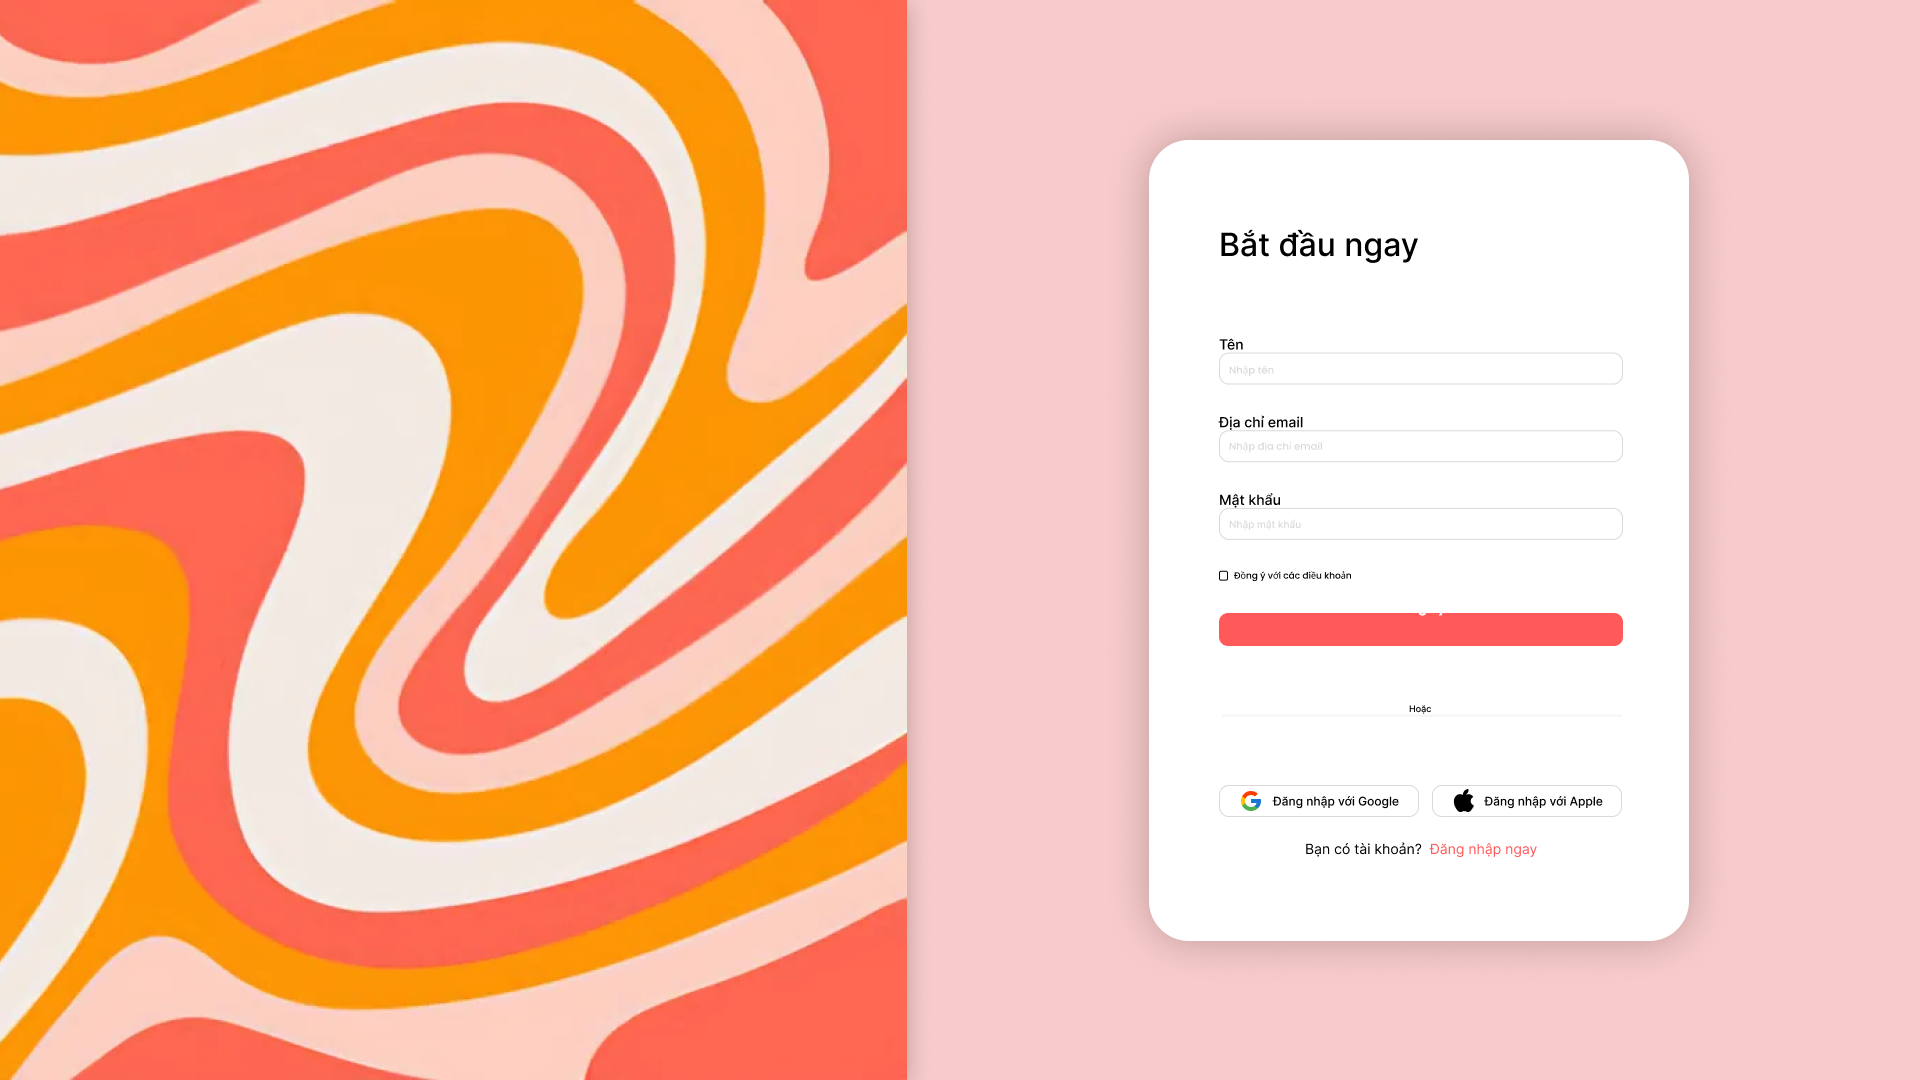 Bắt đầu ngay
Tên
Nhập tên
Địa chỉ email
Nhập địa chỉ email
Mật khẩu
Nhập mật khẩu
Đồng ý với các điều khoản
Hoặc
Đăng nhập với Google
Đăng nhập với Apple
Bạn có tài khoản? Đăng nhập ngay